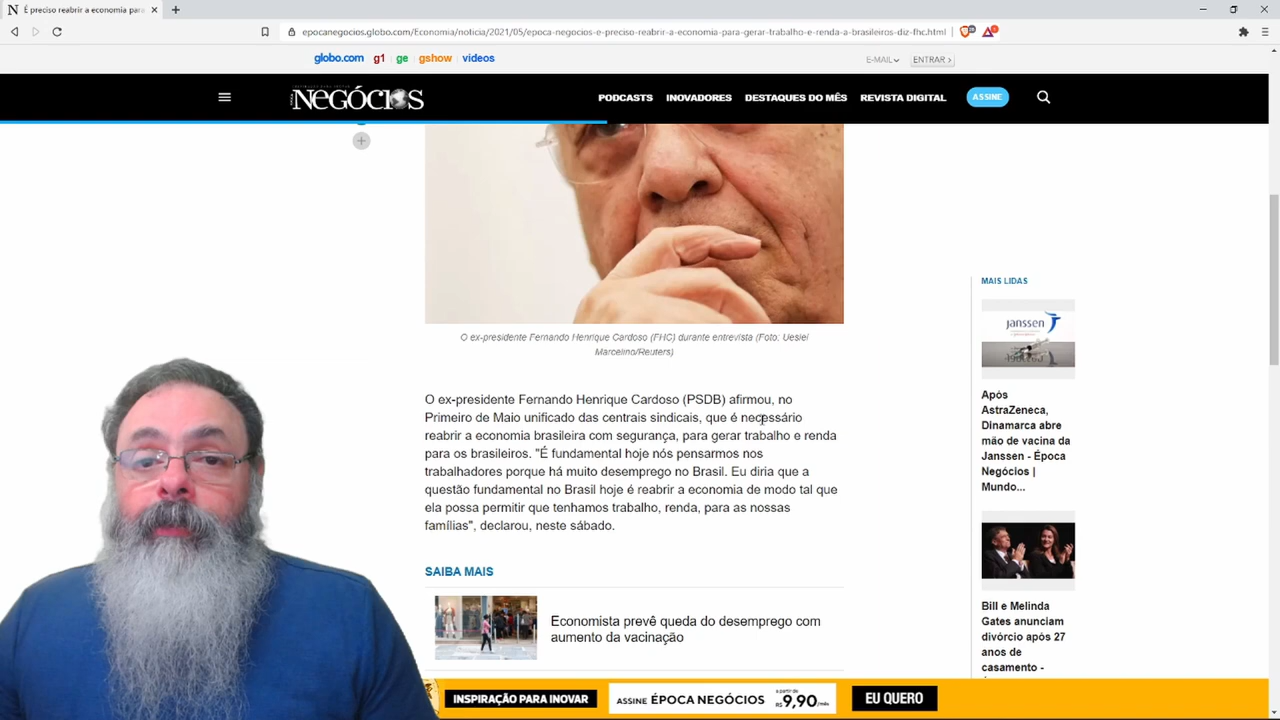 É preciso reabrir a economia para
epocanegocios.globo.com/Economia/noticia/2021/05/epoca-negocios-e-preciso-reabrir-a-economia-para-gerar-trabalho-e-renda-a-brasileiros-diz-fhc.html
globo.com g1 ge gshow videos
E-MAIL ENTRAR
NEGÓCIOS
PODCASTS INOVADORES DESTAQUES DO MÊS REVISTA DIGITAL ASSINE
O ex-presidente Fernando Henrique Cardoso (FHC) durante entrevista (Foto: Ueslei
Marcelino/Reuters)
O ex-presidente Fernando Henrique Cardoso (PSDB) afirmou, no
Primeiro de Maio unificado das centrais sindicais, que é necessário
reabrir a economia brasileira com segurança, para gerar trabalho e renda
para os brasileiros. "É fundamental hoje nós pensarmos nos
trabalhadores porque há muito desemprego no Brasil. Eu diria que a
questão fundamental no Brasil hoje é reabrir a economia de modo tal que
ela possa permitir que tenhamos trabalho, renda, para as nossas
famílias", declarou, neste sábado.
SAIBA MAIS
Economista prevê queda do desemprego com
aumento da vacinação
MAIS LIDAS
janssen
Após
AstraZeneca,
Dinamarca abre
mão de vacina da
Janssen - Época
Negócios |
Mundo...
Bill e Melinda
Gates anunciam
divórcio após 27
anos de
casamento -
INSPIRAÇÃO PARA INOVAR
ASSINE ÉPOCA NEGÓCIOS
a partir de
R$ 9,90/mês
EU QUERO